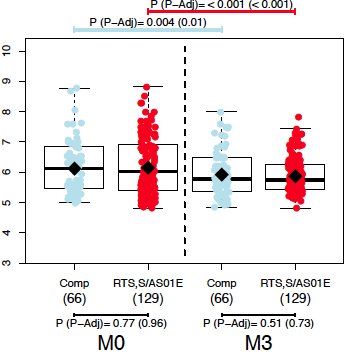 P (P-Adj)= < 0.001 (< 0.001)
P (P-Adj)= 0.004 (0.01)
10
9
8
7
6
5
4
3
Comp
RTS,S/AS01E
Comp
RTS,S/AS01E
(66)
(129)
(66)
(129)
P (P-Adj)= 0.77 (0.96)
P (P-Adj)= 0.51 (0.73)
M0
M3